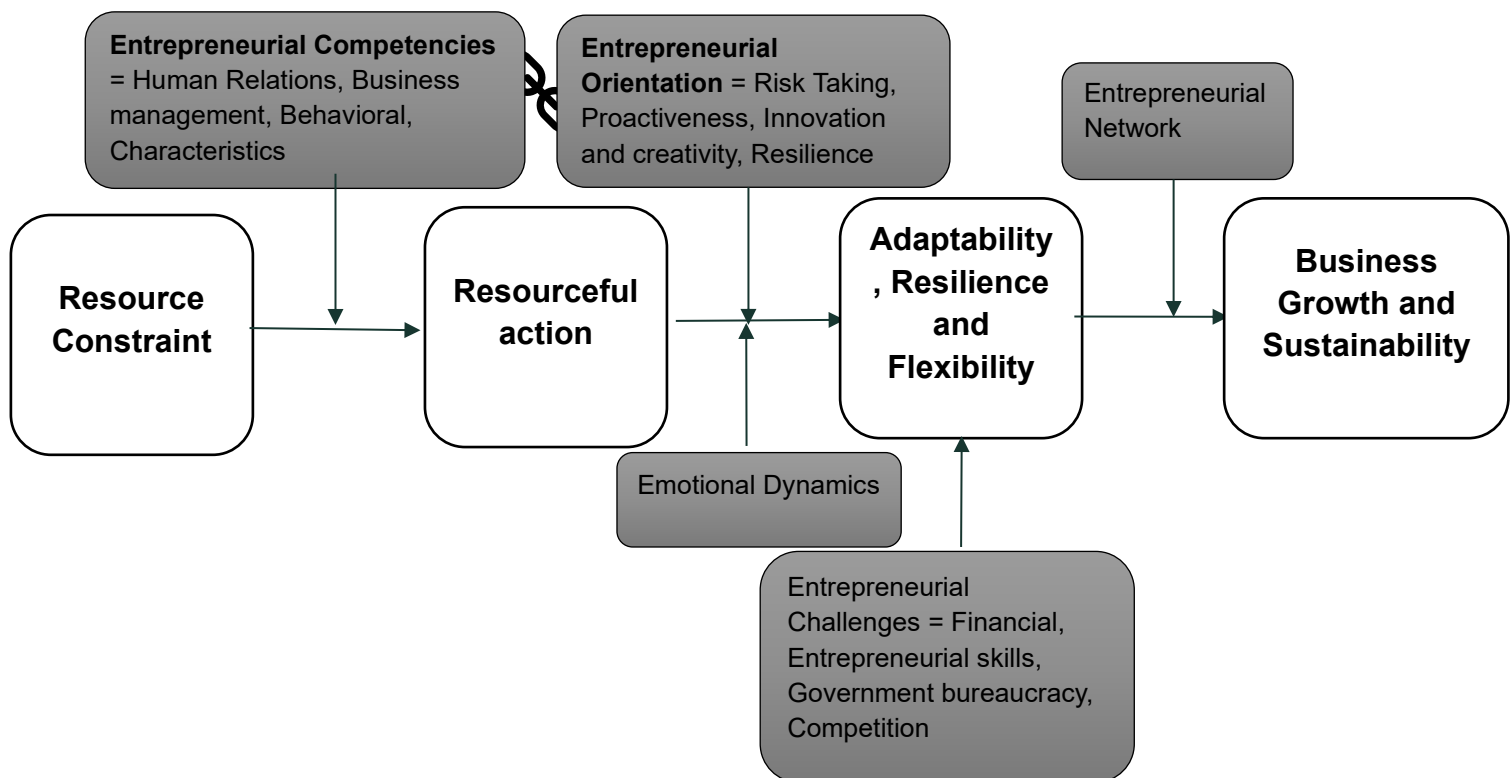 Entrepreneurial Competencies
= Human Relations, Business
management, Behavioral,
Characteristics
Entrepreneurial
Orientation = Risk Taking,
Proactiveness, Innovation
and creativity, Resilience
Entrepreneurial
Network
Resource
Constraint
Resourceful
action
Adaptability
, Resilience
and
Flexibility
Business
Growth and
Sustainability
Emotional Dynamics
Entrepreneurial
Challenges = Financial,
Entrepreneurial skills,
Government bureaucracy,
Competition